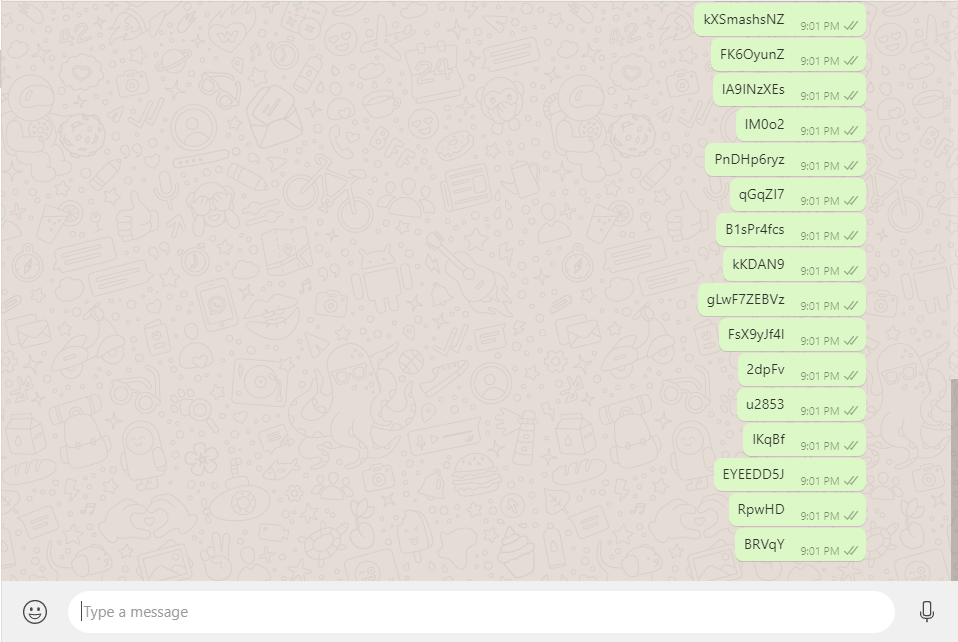 kXSmashsNZ 9:01 PM
FK6OyunZ 9:01 PM
IA9INzXEs 9:01 PM
IM0o2 9:01 PM
PnDHp6ryz 9:01 PM
qGqZI7 9:01 PM
B1sPr4fcs 9:01 PM
kKDAN9 9:01 PM
gLwF7ZEBVz 9:01 PM
FsX9yJf4I 9:01 PM
2dpFv 9:01 PM
u2853 9:01 PM
IKqBf 9:01 PM
EYEEDD5J 9:01 PM
RpwHD 9:01 PM
BRVqY 9:01 PM
Type a message